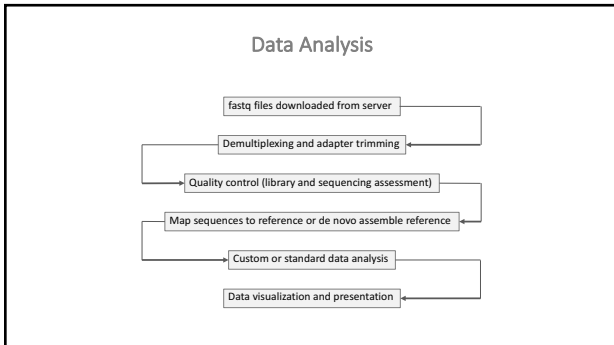 Data Analysis
fastq files downloaded from server
Demultiplexing and adapter trimming
Quality control (library and sequencing assessment)
Map sequences to reference or de novo assemble reference
Custom or standard data analysis
Data visualization and presentation